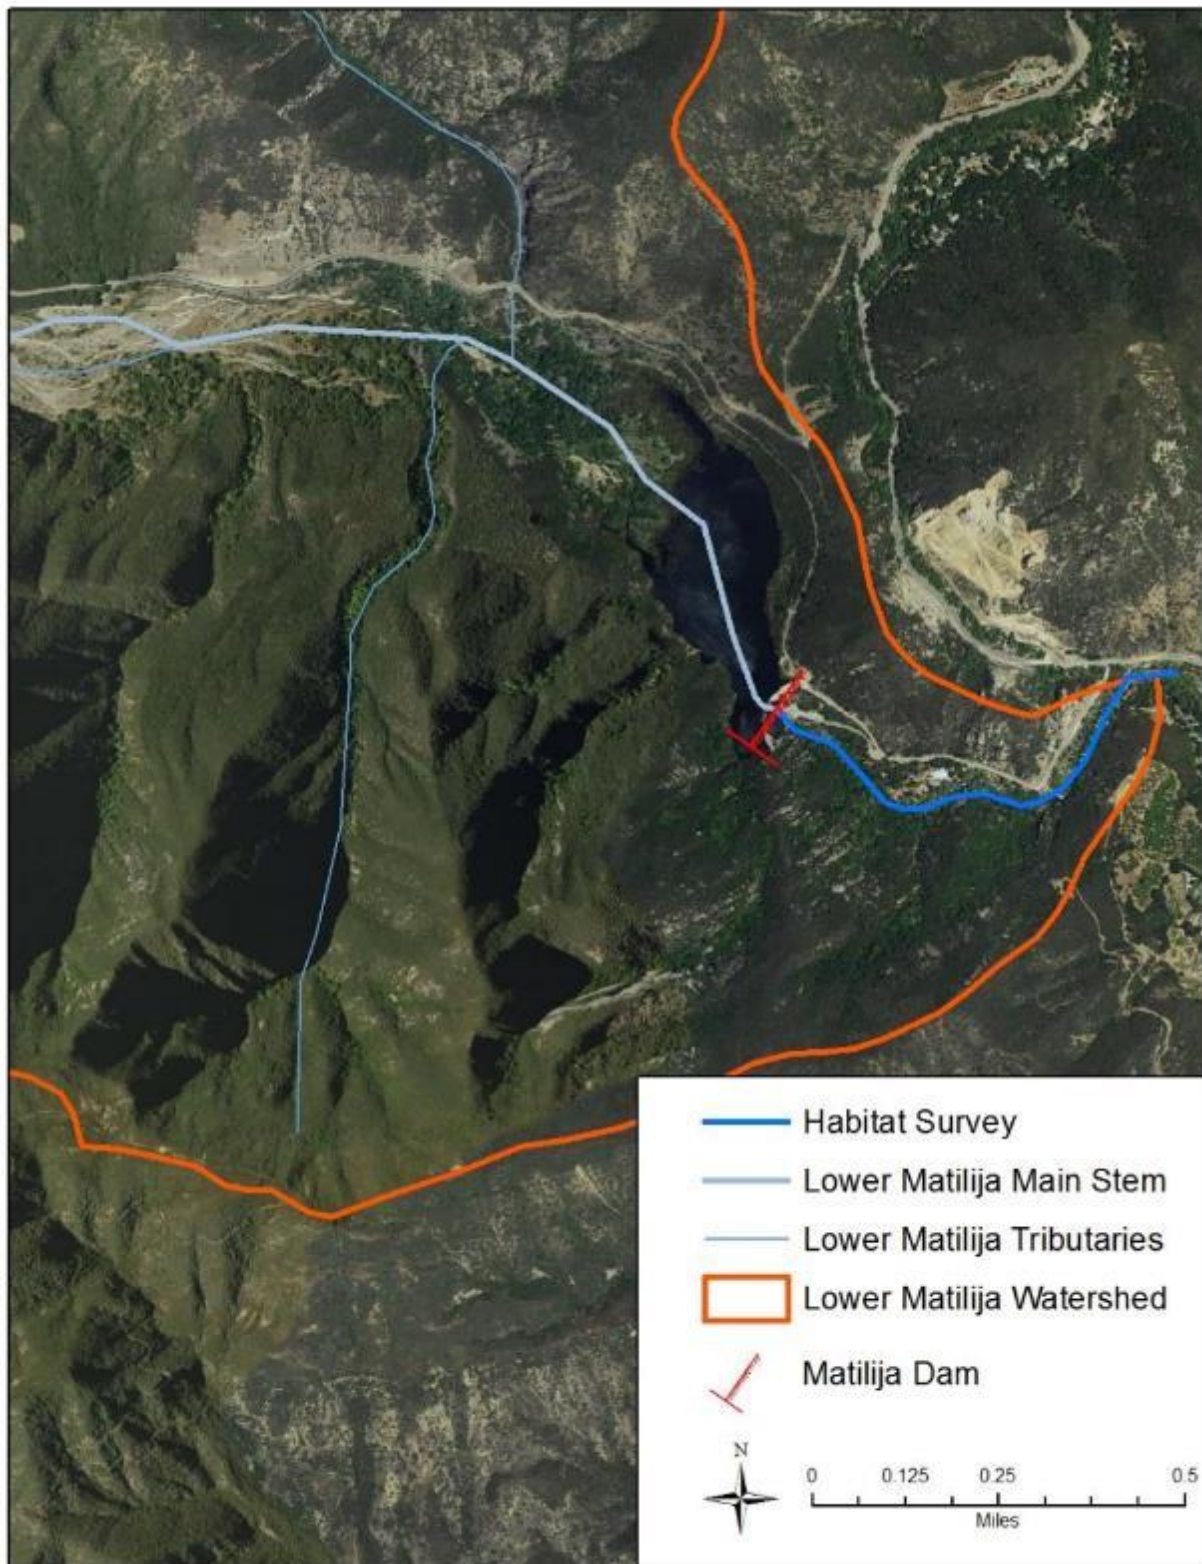 Habitat Survey
Lower Matilija Main Stem
Lower Matilija Tributaries
Lower Matilija Watershed
Matilija Dam
N
0 0.125 0.25 0.5
Miles